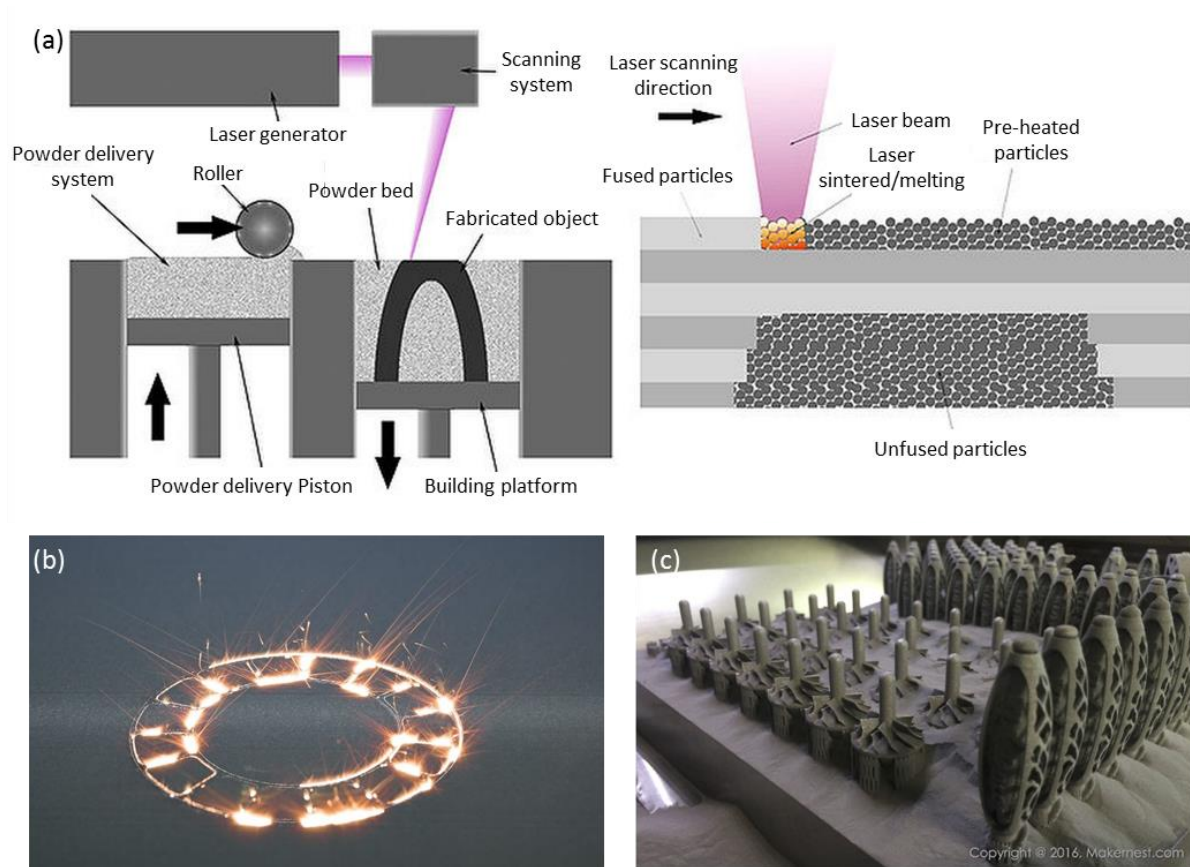 (a)
Scanning
system
Laser generator
Powder delivery
system
Roller
Powder bed
Fabricated object
Powder delivery Piston
Building platform
Laser scanning
direction
Laser beam
Pre-heated
particles
Laser
sintered/melting
Fused particles
Unfused particles
(b)
(c)
Copyright @ 2016, Makernest.com